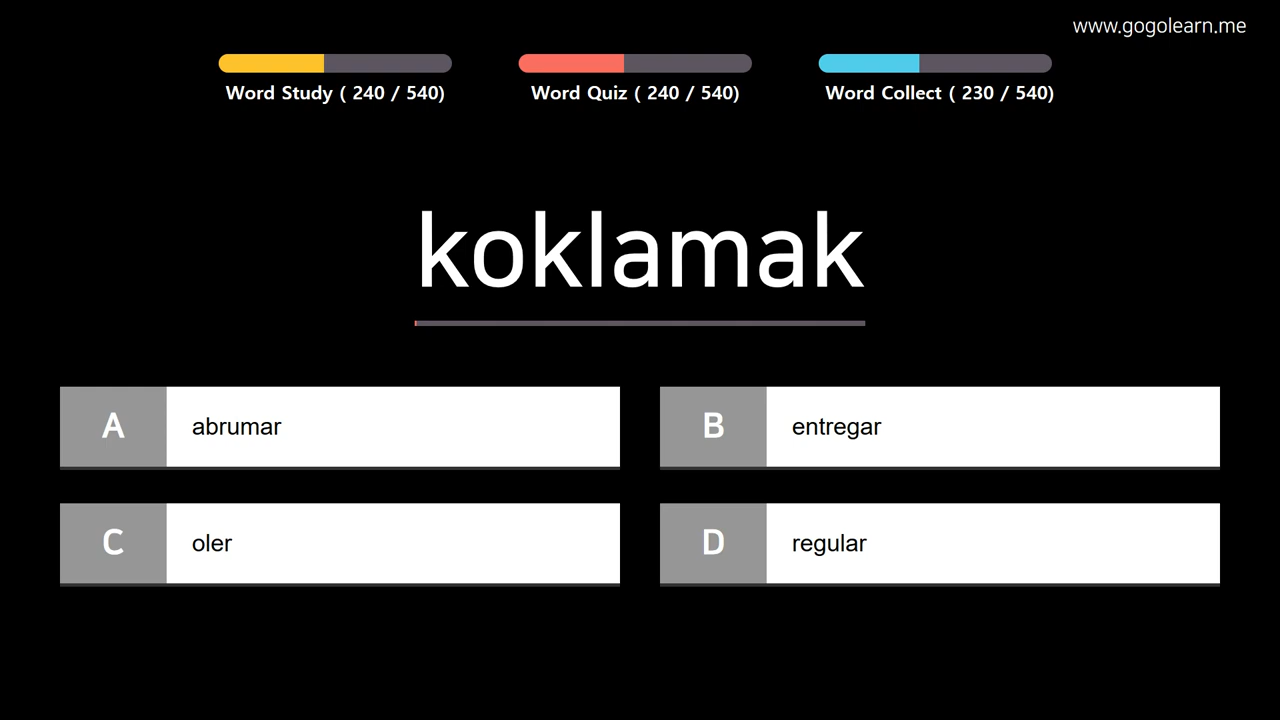 www.gogolearn.me
Word Study ( 240 / 540)
Word Quiz ( 240 / 540)
Word Collect ( 230 / 540)
koklamak
A abrumar
B entregar
C oler
D regular